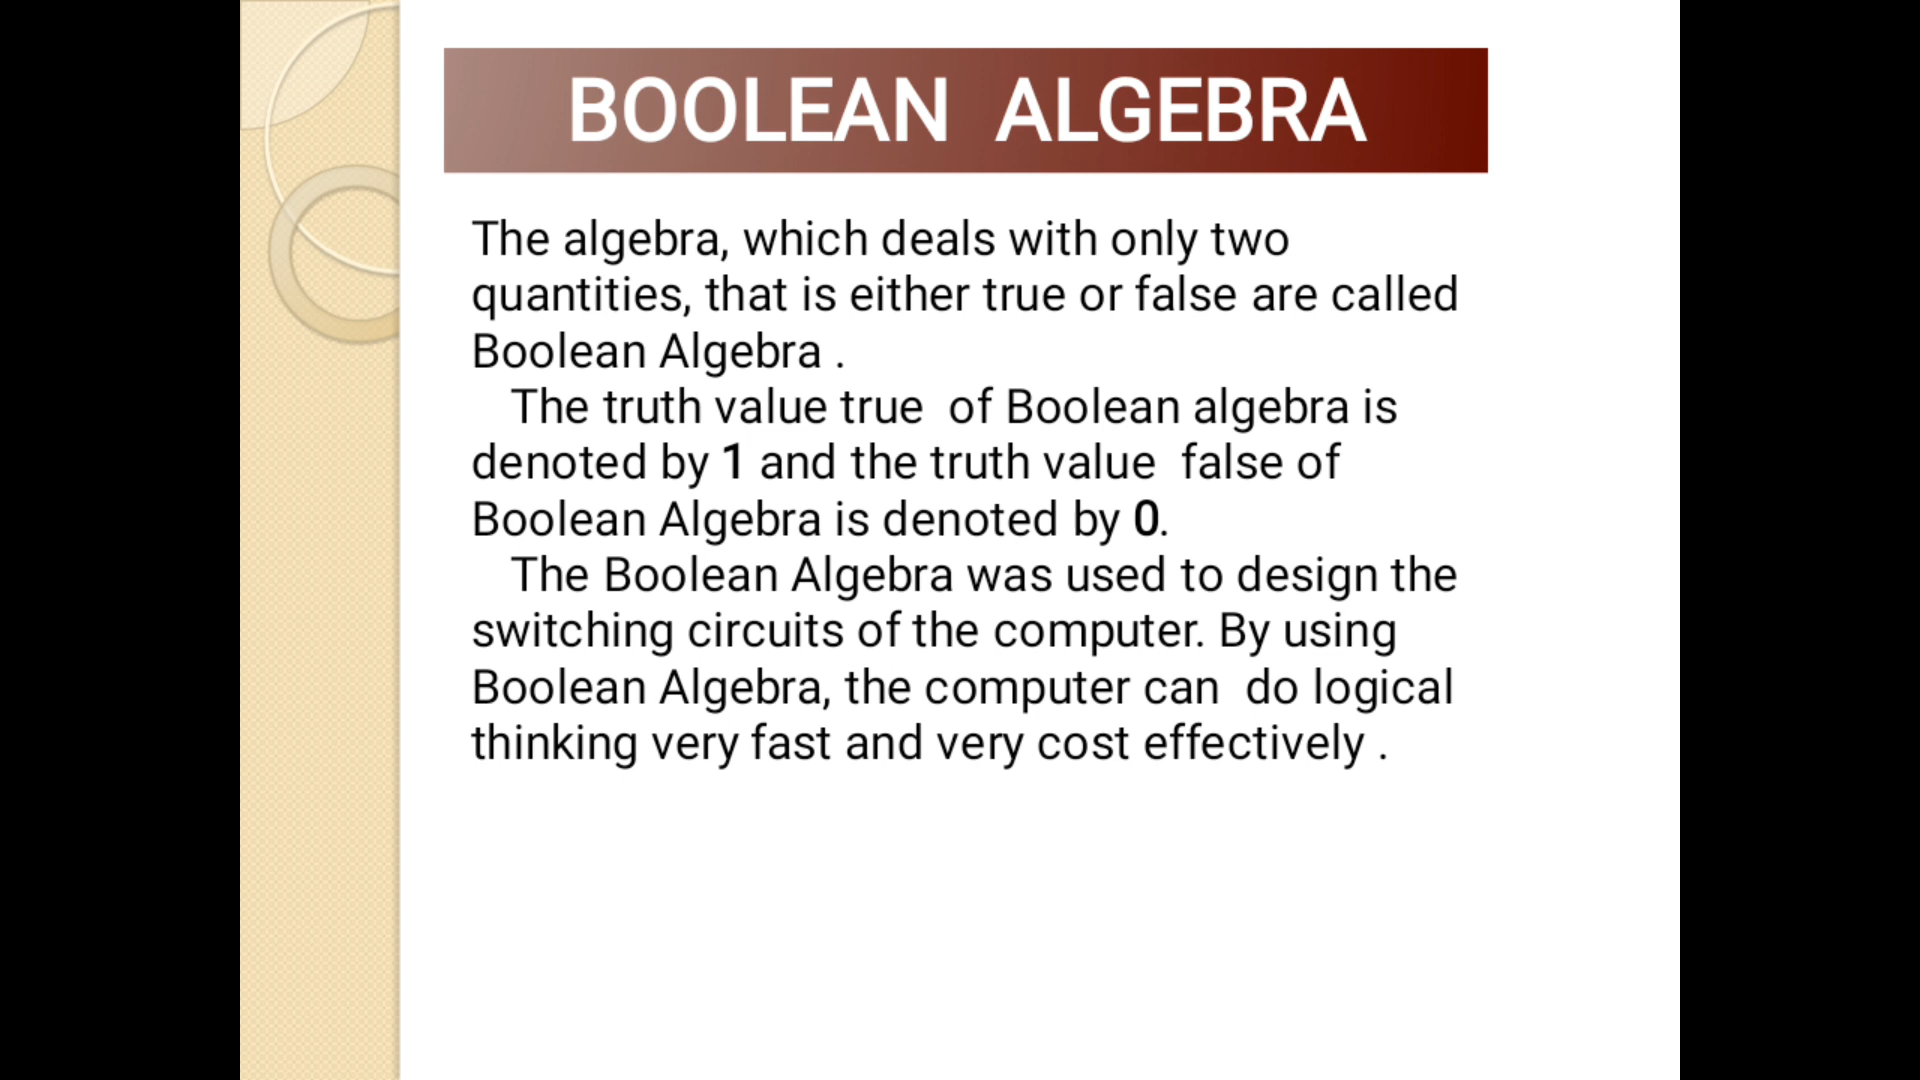 BOOLEAN ALGEBRA
The algebra, which deals with only two
quantities, that is either true or false are called
Boolean Algebra .
The truth value true of Boolean algebra is
denoted by 1 and the truth value false of
Boolean Algebra is denoted by 0.
The Boolean Algebra was used to design the
switching circuits of the computer. By using
Boolean Algebra, the computer can do logical
thinking very fast and very cost effectively .